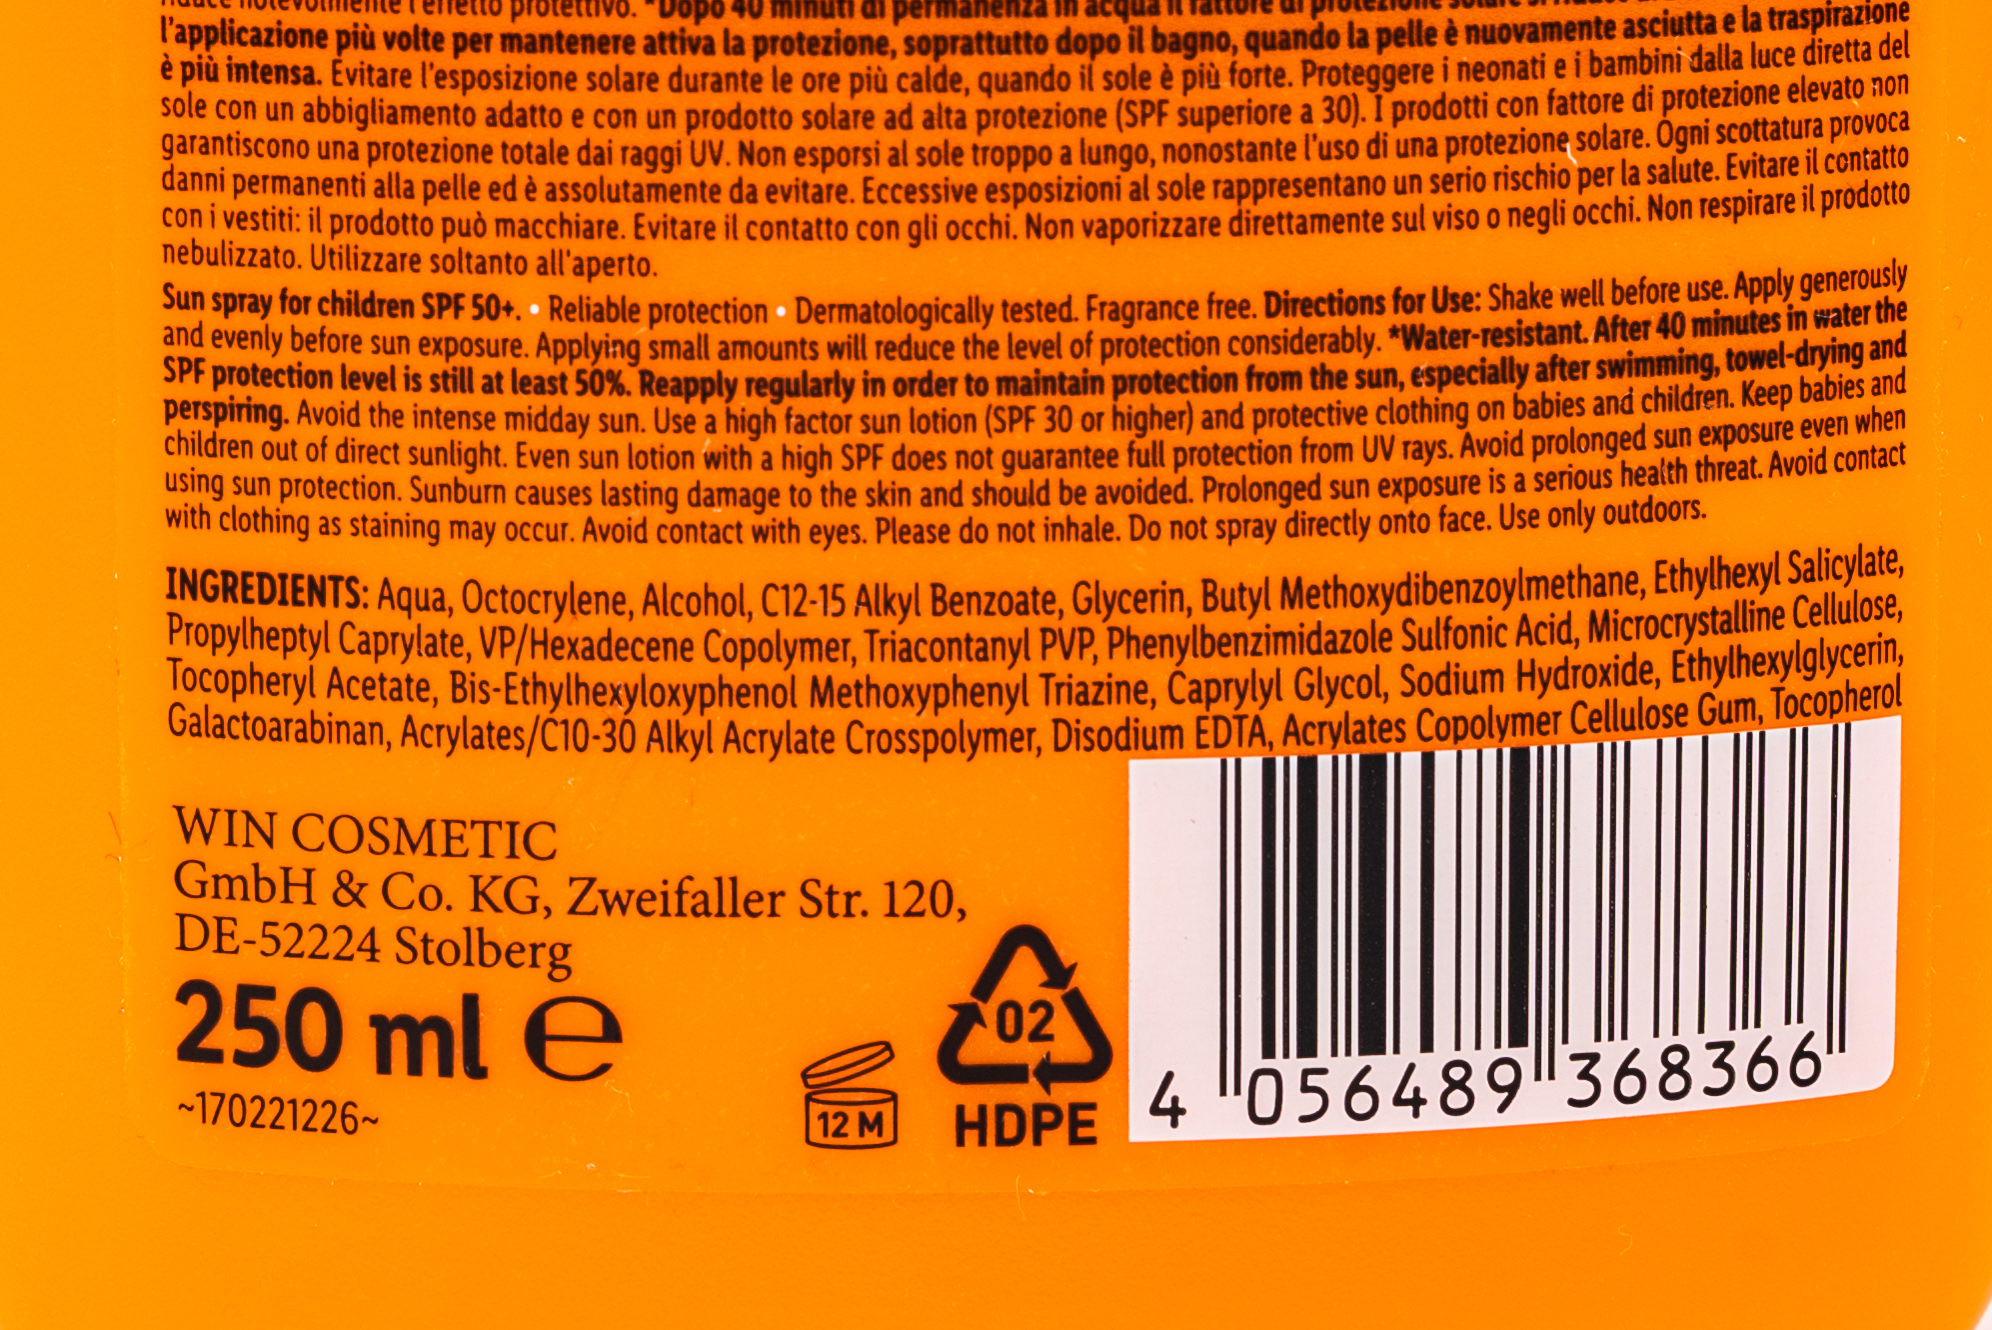 l'effetto protettivo. *Dopo 40 minuti di permanenza in acqua il fattore di protezione
l'applicazione più volte per mantenere attiva la protezione, soprattutto dopo il bagno, quando la pelle è nuovamente asciutta e la traspirazione
è più intensa. Evitare l'esposizione solare durante le ore più calde, quando il sole è più forte. Proteggere i neonati e i bambini dalla luce diretta del
sole con un abbigliamento adatto e con un prodotto solare ad alta protezione (SPF superiore a 30). I prodotti con fattore di protezione elevato non
garantiscono una protezione totale dai raggi UV. Non esporsi al sole troppo a lungo, nonostante l'uso di una protezione solare. Ogni scottatura provoca
danni permanenti alla pelle ed è assolutamente da evitare. Eccessive esposizioni al sole rappresentano un serio rischio per la salute. Evitare il contatto
con i vestiti: il prodotto può macchiare. Evitare il contatto con gli occhi. Non vaporizzare direttamente sul viso o negli occhi. Non respirare il prodotto
nebulizzato. Utilizzare soltanto all'aperto.
Sun spray for children SPF 50+. • Reliable protection • Dermatologically tested. Fragrance free. Directions for Use: Shake well before use. Apply generously
and evenly before sun exposure. Applying small amounts will reduce the level of protection considerably. *Water-resistant. After 40 minutes in water the
SPF protection level is still at least 50%. Reapply regularly in order to maintain protection from the sun, especially after swimming, towel-drying and
perspiring. Avoid the intense midday sun. Use a high factor sun lotion (SPF 30 or higher) and protective clothing on babies and children. Keep babies and
children out of direct sunlight. Even sun lotion with a high SPF does not guarantee full protection from UV rays. Avoid prolonged sun exposure even when
using sun protection. Sunburn causes lasting damage to the skin and should be avoided. Prolonged sun exposure is a serious health threat. Avoid contact
with clothing as staining may occur. Avoid contact with eyes. Please do not inhale. Do not spray directly onto face. Use only outdoors.
INGREDIENTS: Aqua, Octocrylene, Alcohol, C12-15 Alkyl Benzoate, Glycerin, Butyl Methoxydibenzoylmethane, Ethylhexyl Salicylate,
Propylheptyl Caprylate, VP/Hexadecene Copolymer, Triacontanyl PVP, Phenylbenzimidazole Sulfonic Acid, Microcrystalline Cellulose,
Tocopheryl Acetate, Bis-Ethylhexyloxyphenol Methoxyphenyl Triazine, Caprylyl Glycol, Sodium Hydroxide, Ethylhexylglycerin,
Galactoarabinan, Acrylates/C10-30 Alkyl Acrylate Crosspolymer, Disodium EDTA, Acrylates Copolymer Cellulose Gum, Tocopherol
WIN COSMETIC
GmbH & Co. KG, Zweifaller Str. 120,
DE-52224 Stolberg
250 ml e
~170221226~
12 M
02
HDPE
4 056489 368366